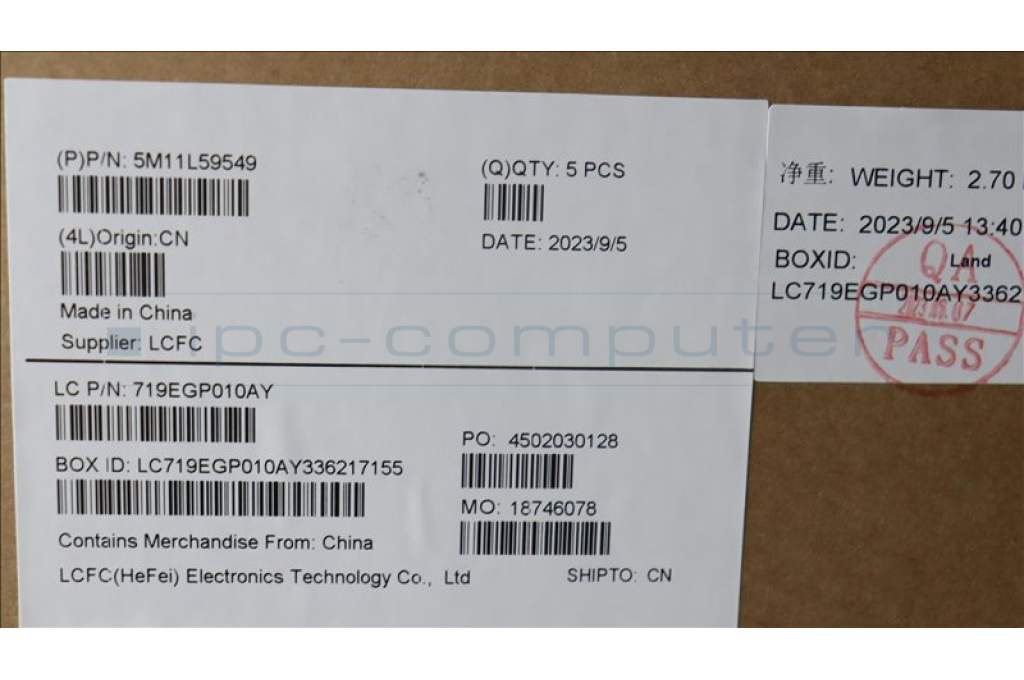 (P)P/N: 5M11L59549
(Q)QTY: 5 PCS
(4L)Origin:CN
DATE: 2023/9/5
Made in China
Supplier: LCFC
LC P/N: 719EGP010AY
PO: 4502030128
BOX ID: LC719EGP010AY336217155
MO: 18746078
Contains Merchandise From: China
LCFC(HeFei) Electronics Technology Co., Ltd
SHIPTO: CN
净重: WEIGHT: 2.70
DATE: 2023/9/5 13:40
BOXID: Land
LC719EGP010AY3362
QA
PASS
ipc-computer